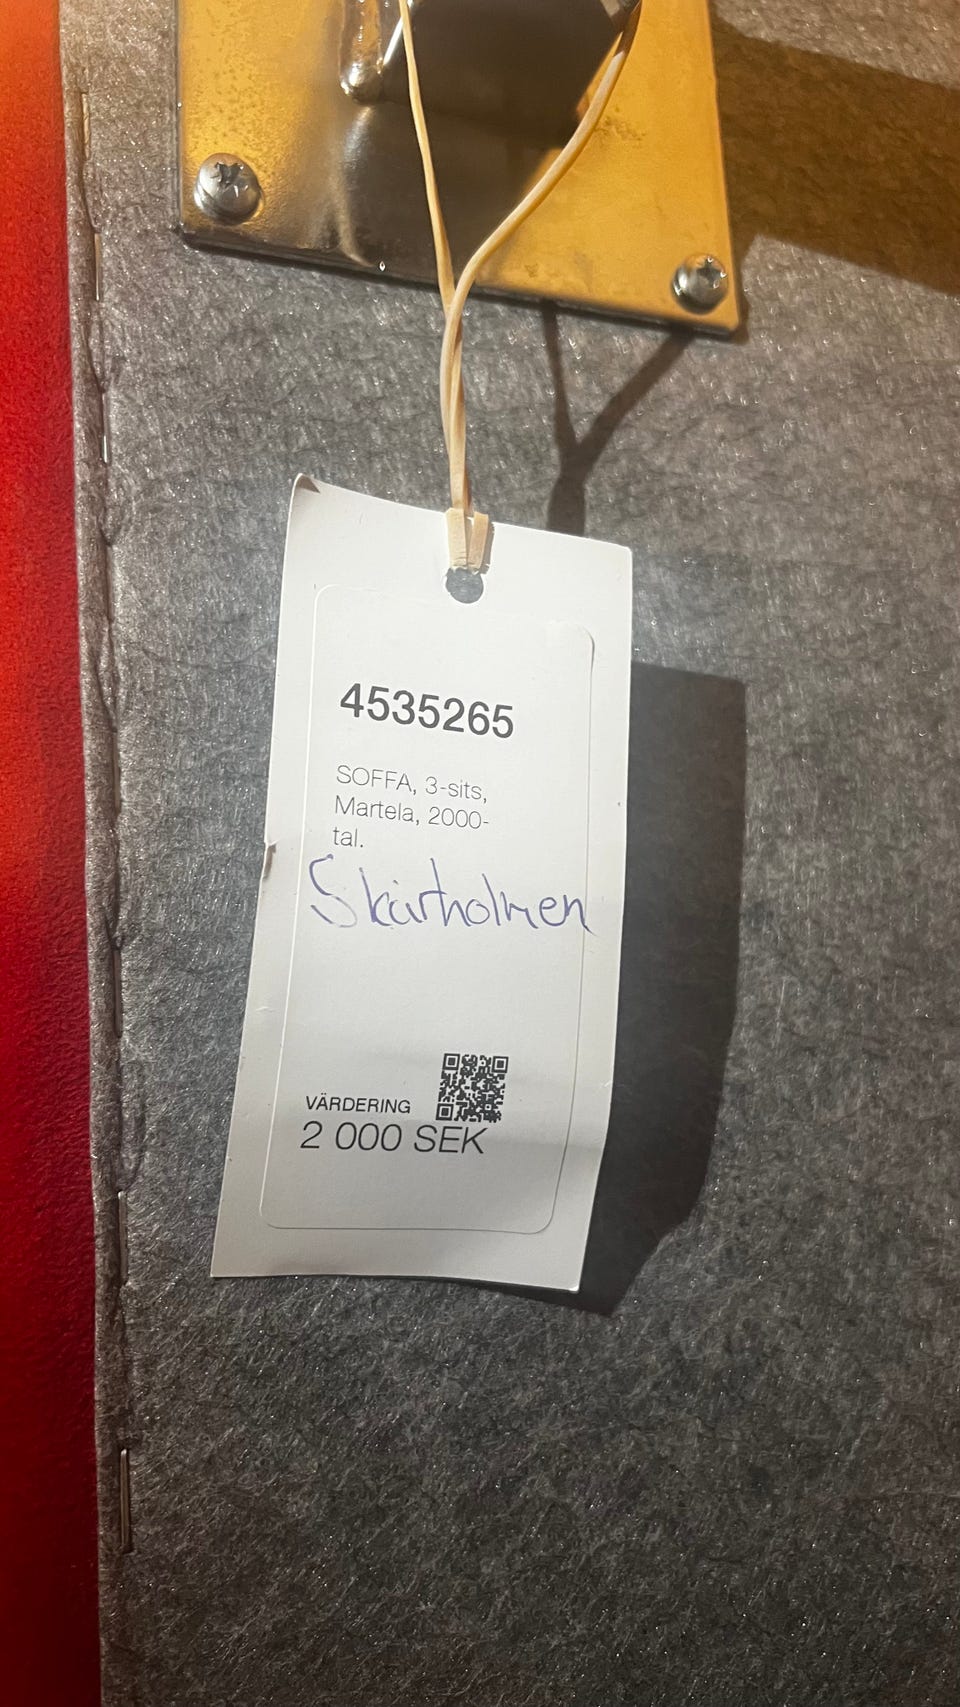 4535265
SOFFA, 3-sits,
Martela, 2000-
tal.
Skärholmen
VÄRDERING
2 000 SEK